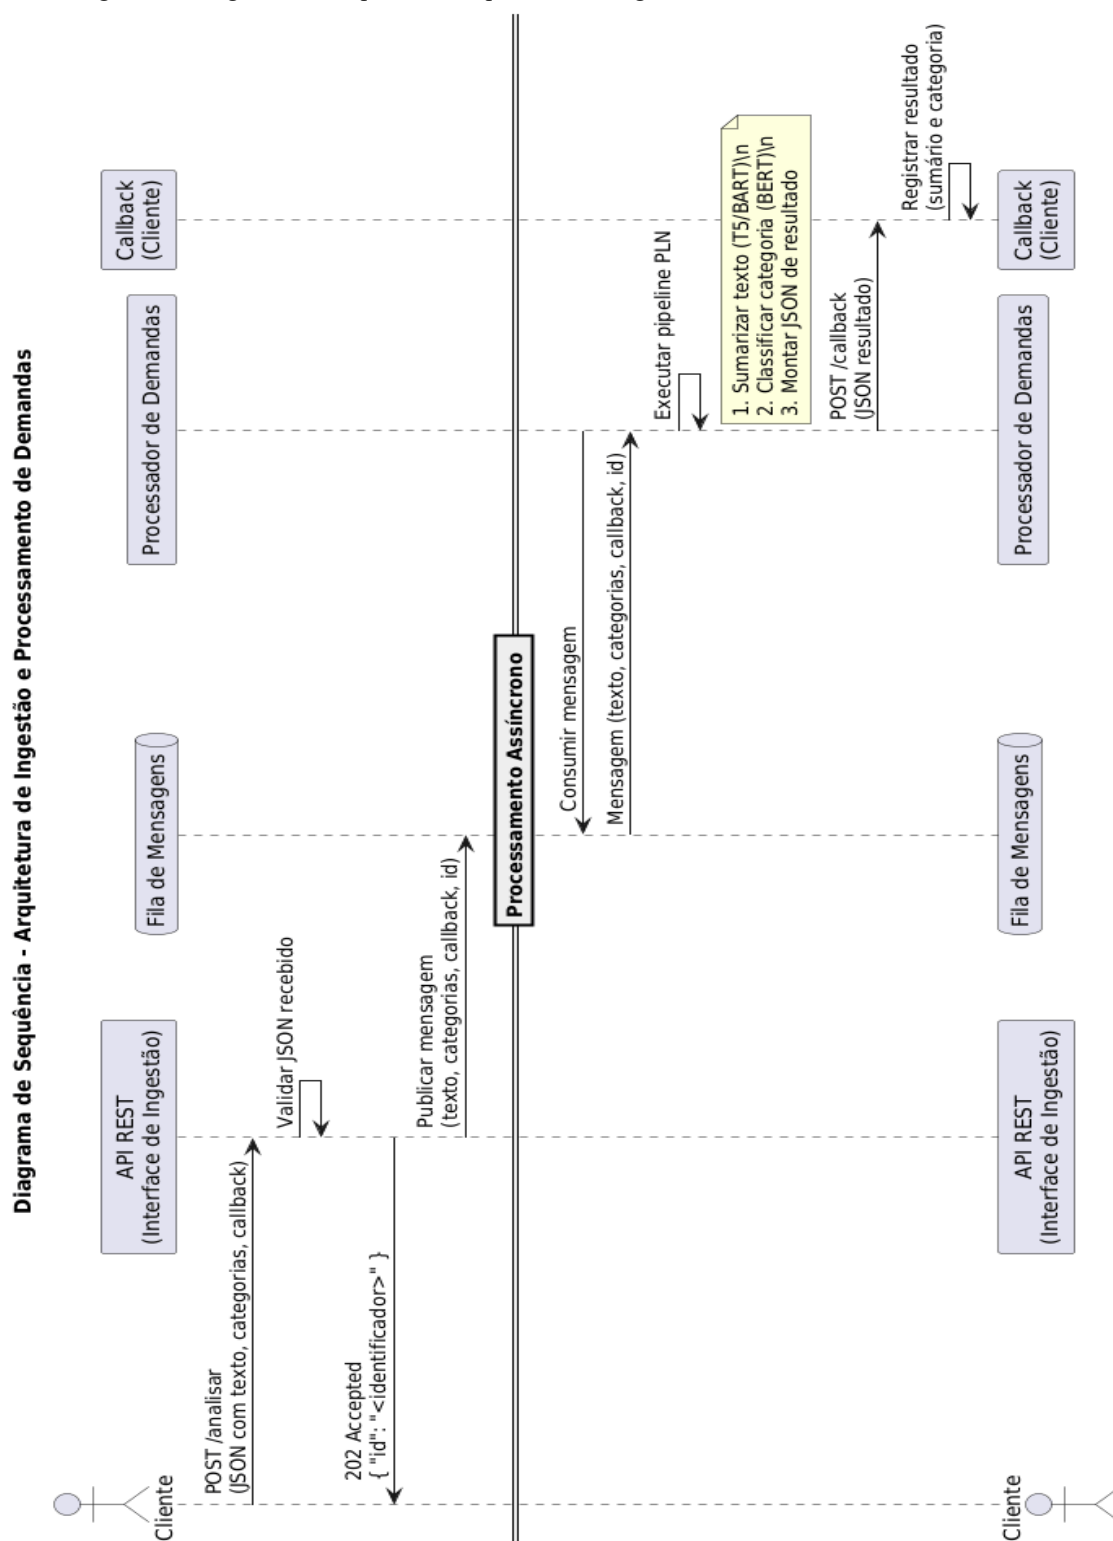 Diagrama de Sequência - Arquitetura de Ingestão e Processamento de Demandas
Cliente
API REST
(Interface de Ingestão)
Fila de Mensagens
Processador de Demandas
Callback
(Cliente)
POST /analisar
(JSON com texto, categorias, callback)
Validar JSON recebido
202 Accepted
{ "id": "<identificador>" }
Publicar mensagem
(texto, categorias, callback, id)
Processamento Assíncrono
Consumir mensagem
Mensagem (texto, categorias, callback, id)
Executar pipeline PLN
1. Sumarizar texto (T5/BART)\n
2. Classificar categoria (BERT)\n
3. Montar JSON de resultado
POST /callback
(JSON resultado)
Registrar resultado
(sumário e categoria)
Cliente
API REST
(Interface de Ingestão)
Fila de Mensagens
Processador de Demandas
Callback
(Cliente)